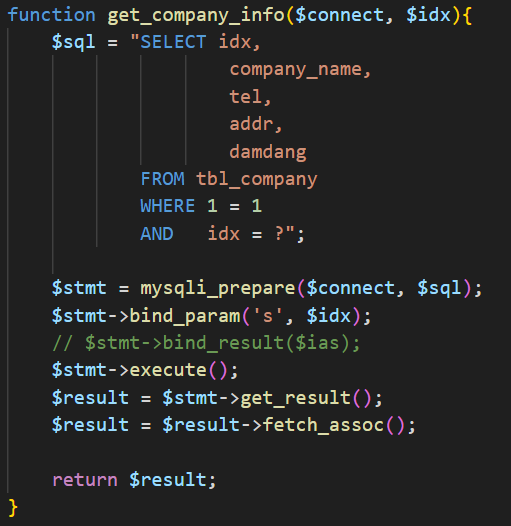 function get_company_info($connect, $idx){
    $sql = "SELECT idx,
                    company_name,
                    tel,
                    addr,
                    damdang
            FROM tbl_company
            WHERE 1 = 1
            AND   idx = ?";

    $stmt = mysqli_prepare($connect, $sql);
    $stmt->bind_param('s', $idx);
    // $stmt->bind_result($ias);
    $stmt->execute();
    $result = $stmt->get_result();
    $result = $result->fetch_assoc();

    return $result;
}